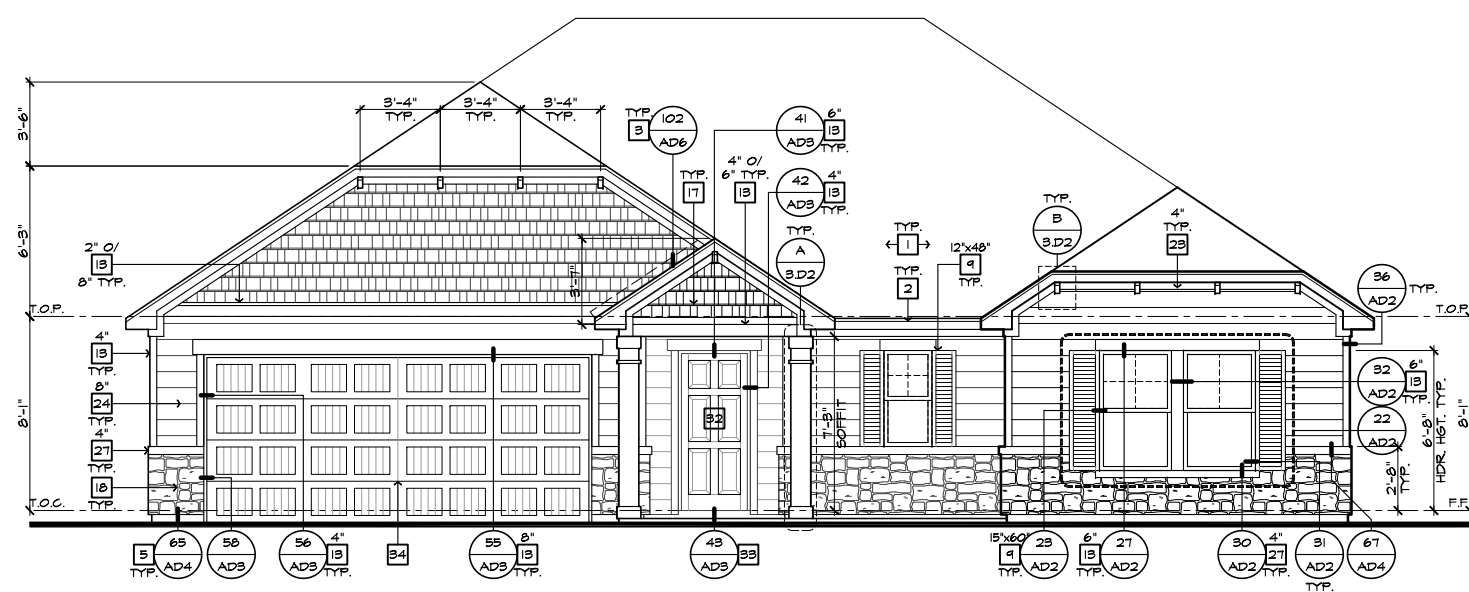 3'-4"
TYP.
3'-4"
TYP.
3'-4"
TYP.
3'-6"
6'-3"
8'-1"
TYP.
3
102
AD6
41
AD3
6"
13
TYP.
42
AD3
4"
13
TYP.
TYP.
17
4" O/
6" TYP.
13
TYP.
A
3.D2
TYP.
1
TYP.
2
12"x48"
9
TYP.
B
3.D2
4"
TYP.
23
36
AD2
TYP.
2" O/
13
8" TYP.
3'-7"
T.O.P.
T.O.P.
4"
13
TYP.
8"
24
TYP.
4"
27
TYP.
18
TYP.
T.O.C.
32
7'-3"
SOFFIT
32
AD2
6"
13
TYP.
22
AD2
6'-8"
HDR. HGT. TYP.
8'-1"
2'-8"
TYP.
F.F.
5
TYP.
65
AD4
58
AD3
56
AD3
4"
13
TYP.
34
55
AD3
8"
13
TYP.
43
AD3
33
15"x60"
9
TYP.
23
AD2
6"
13
TYP.
27
AD2
30
AD2
4"
27
TYP.
31
AD2
TYP.
67
AD4